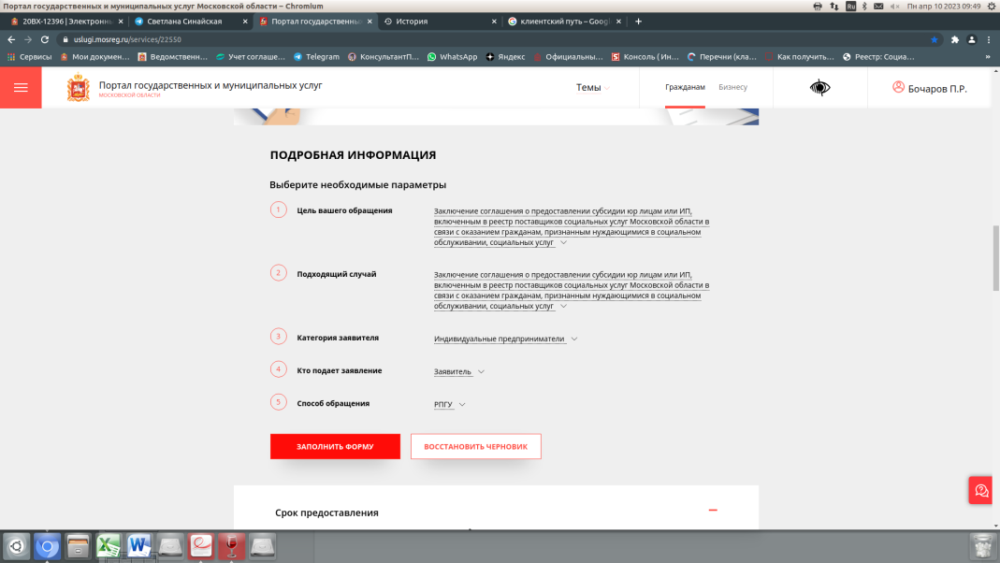 Портал государственных и муниципальных услуг Московской области – Chromium
Ru
Пн апр 10 2023 09:49
20ВХ-12396 | Электронн
Светлана Синайская
Портал государственны
История
клиентский путь – Goog
uslugi.mosreg.ru/services/22550
Сервисы
Мои докумен…
Ведомственн…
Учет соглаше…
Telegram
КонсультантП…
WhatsApp
Яндекс
Официальны…
Консоль ( Ин…
Перечни (кла…
Как получить…
Реестр: Социа…
»
Портал государственных и муниципальных услуг
МОСКОВСКОЙ ОБЛАСТИ
Темы
Гражданам
Бизнесу
Бочаров П.Р.
ПОДРОБНАЯ ИНФОРМАЦИЯ
Выберите необходимые параметры
1
Цель вашего обращения
Заключение соглашения о предоставлении субсидии юр лицам или ИП,
включенным в реестр поставщиков социальных услуг Московской области в
связи с оказанием гражданам, признанным нуждающимися в социальном
обслуживании, социальных услуг
2
Подходящий случай
Заключение соглашения о предоставлении субсидии юр лицам или ИП,
включенным в реестр поставщиков социальных услуг Московской области в
связи с оказанием гражданам, признанным нуждающимися в социальном
обслуживании, социальных услуг
3
Категория заявителя
Индивидуальные предприниматели
4
Кто подает заявление
Заявитель
5
Способ обращения
РПГУ
ЗАПОЛНИТЬ ФОРМУ
ВОССТАНОВИТЬ ЧЕРНОВИК
Срок предоставления